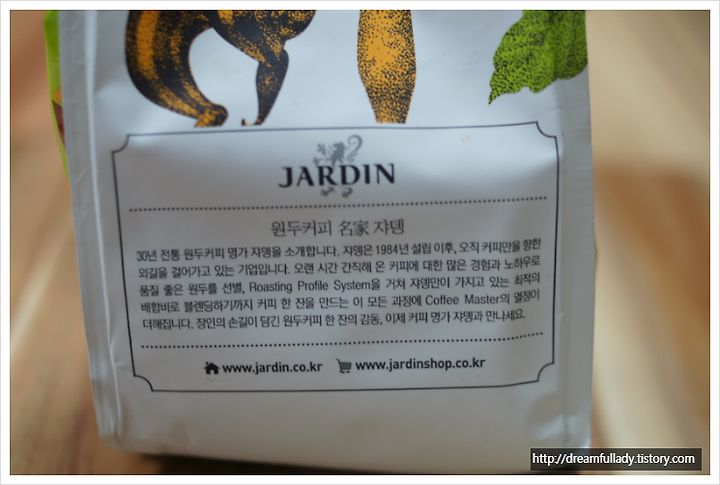 JARDIN
원두커피 名家 쟈뎅
30년 전통 원두커피 명가 쟈뎅을 소개합니다. 쟈뎅은 1984년 설립 이후, 오직 커피만을 향한
외길을 걸어가고 있는 기업입니다. 오랜 시간 간직해 온 커피에 대한 많은 경험과 노하우로
품질 좋은 원두를 선별, Roasting Profile System을 거쳐 쟈뎅만이 가지고 있는 최적의
배합비로 블렌딩하기까지 커피 한 잔을 만드는 이 모든 과정에 Coffee Master의 열정이
더해집니다. 장인의 손길이 담긴 원두커피 한 잔의 감동, 이제 커피 명가 쟈뎅과 만나세요.
www.jardin.co.kr www.jardinshop.co.kr
http://dreamfullady.tistory.com